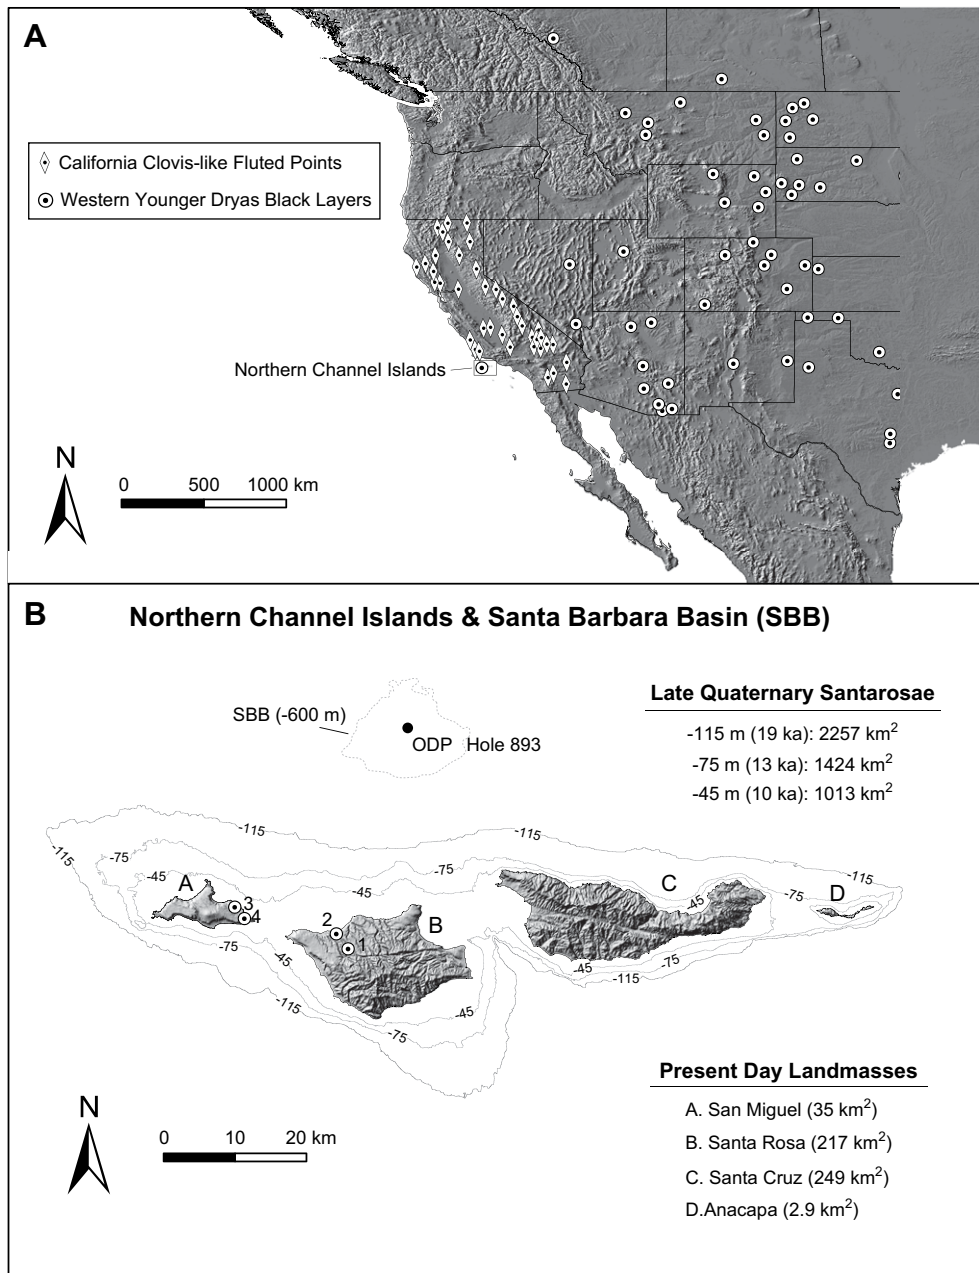 A
California Clovis-like Fluted Points
Western Younger Dryas Black Layers
Northern Channel Islands
N
0 500 1000 km
B Northern Channel Islands & Santa Barbara Basin (SBB)
SBB (-600 m)
ODP Hole 893
Late Quaternary Santarosae
-115 m (19 ka): 2257 km²
-75 m (13 ka): 1424 km²
-45 m (10 ka): 1013 km²
-115
-115
-115
-75
-75
-115
-45
-45
-45
-75
A
C
D
3
4
2
1
B
-75
-45
-45
-75
-115
-115
-45
-75
Present Day Landmasses
A. San Miguel (35 km²)
B. Santa Rosa (217 km²)
C. Santa Cruz (249 km²)
D.Anacapa (2.9 km²)
N
0 10 20 km